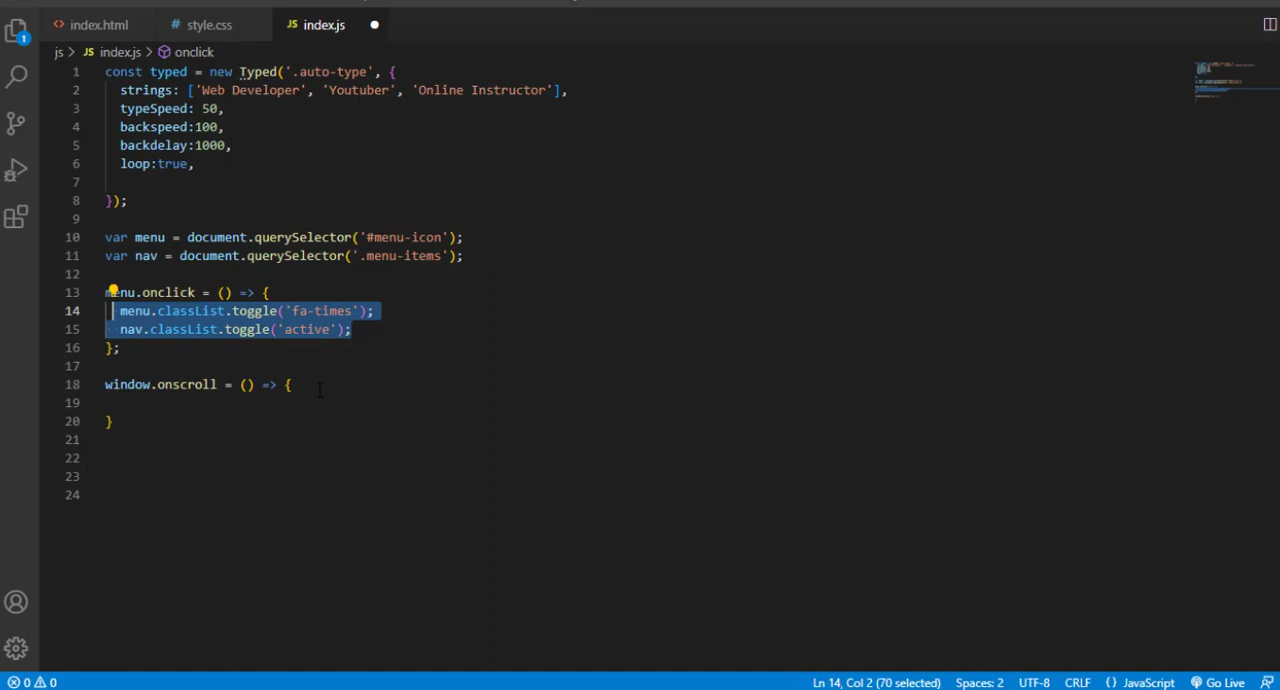 index.html
style.css
JS index.js
1
js > JS index.js > onclick
1 const typed = new Typed('.auto-type', {
2 strings: ['Web Developer', 'Youtuber', 'Online Instructor'],
3 typeSpeed: 50,
4 backspeed:100,
5 backdelay:1000,
6 loop:true,
7
8 });
9
10 var menu = document.querySelector('#menu-icon');
11 var nav = document.querySelector('.menu-items');
12
13 menu.onclick = () => {
14 menu.classList.toggle('fa-times');
15 nav.classList.toggle('active');
16 };
17
18 window.onscroll = () => {
19
20 }
21
22
23
24
0 0 Ln 14, Col 2 (70 selected) Spaces: 2 UTF-8 CRLF {} JavaScript Go Live